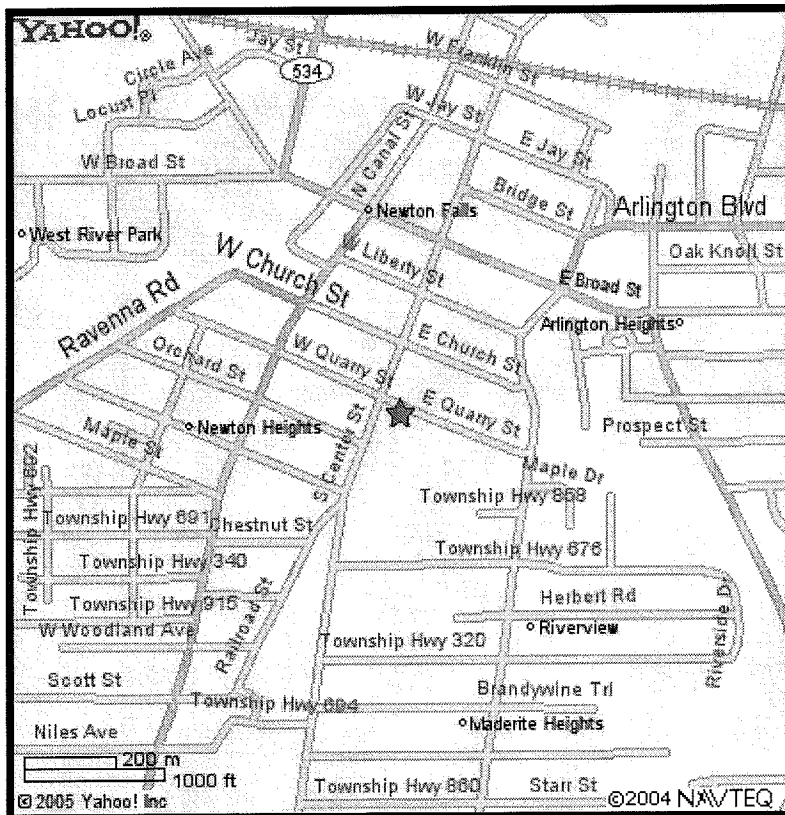 YAHOO!®
Jay St
W Franklin St
Circle Ave
534
Locust Pl
W Jay St
E Jay St
N Canal St
W Broad St
Bridge St
Newton Falls
Arlington Blvd
West River Park
W Liberty St
Oak Knoll St
W Church St
E Broad St
Ravenna Rd
Arlington Heights
E Church St
Orchard St
W Quarry St
E Quarry St
S Center St
Newton Heights
Prospect St
Maple St
Maple Dr
Township Hwy 858
Township Hwy 691
Chestnut St
Township Hwy 340
Township Hwy 676
Township Hwy 915
Herbert Rd
Riverside Dr
Riverview
W Woodland Ave
Railroad St
Township Hwy 320
Scott St
Township Hwy 694
Brandywine Trl
Niles Ave
Maderite Heights
200 m
1000 ft
Township Hwy 860
Starr St
© 2005 Yahoo! Inc
©2004 NAVTEQ